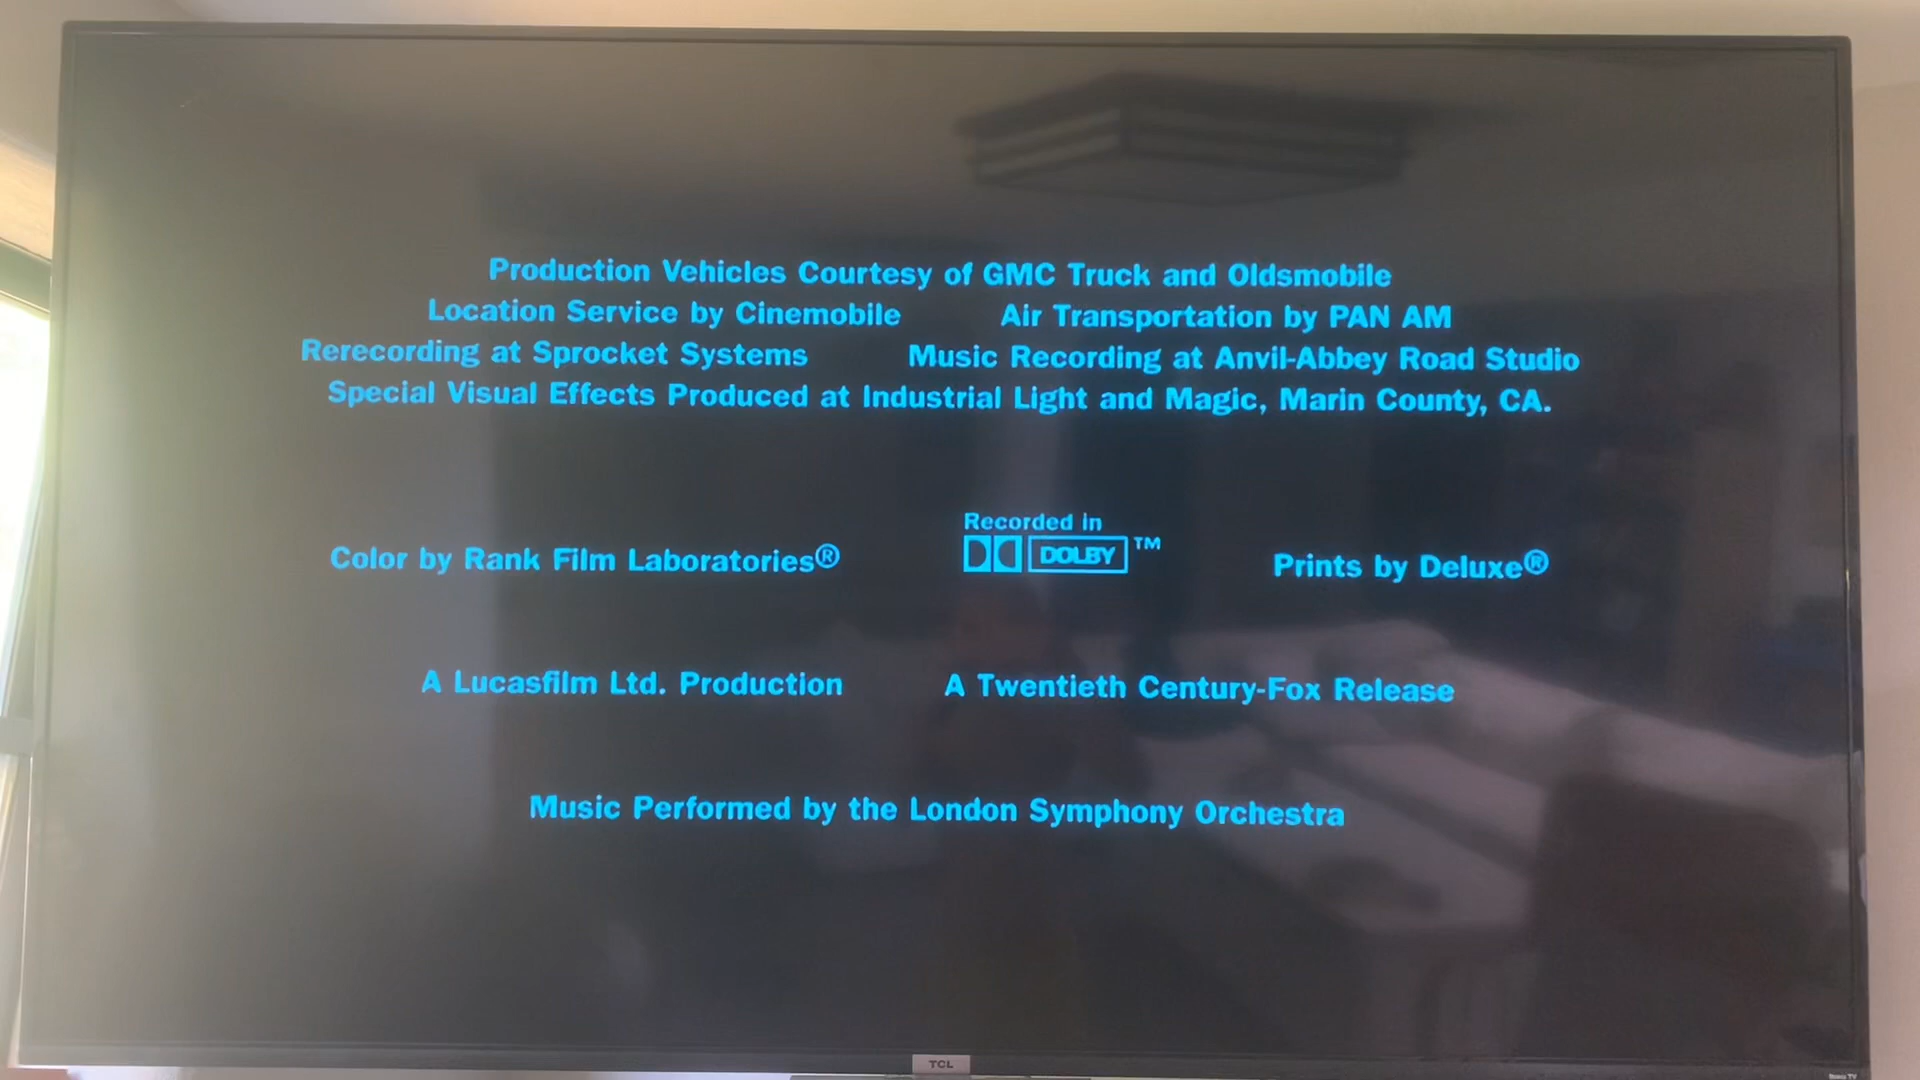 Production Vehicles Courtesy of GMC Truck and Oldsmobile
Location Service by Cinemobile Air Transportation by PAN AM
Rerecording at Sprocket Systems Music Recording at Anvil-Abbey Road Studio
Special Visual Effects Produced at Industrial Light and Magic, Marin County, CA.
Recorded in
DOLBY™
Color by Rank Film Laboratories® Prints by Deluxe®
A Lucasfilm Ltd. Production A Twentieth Century-Fox Release
Music Performed by the London Symphony Orchestra
TCL
Roku TV